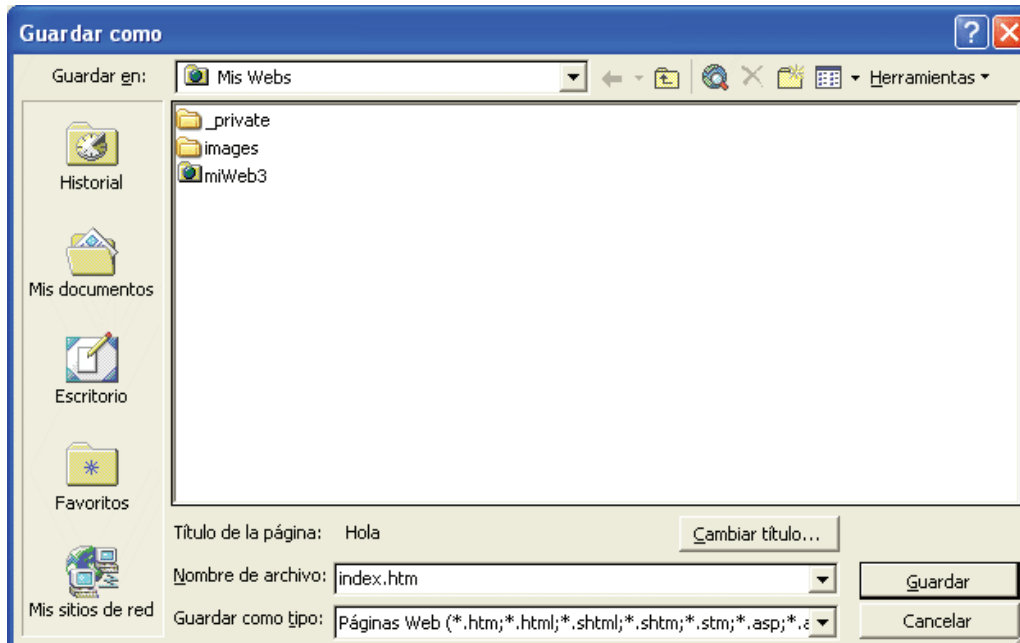 Guardar como
Guardar en: Mis Webs Herramientas
_private
images
miWeb3
Historial
Mis documentos
Escritorio
Favoritos
Mis sitios de red
Título de la página: Hola Cambiar título...
Nombre de archivo: index.htm Guardar
Guardar como tipo: Páginas Web (*.htm;*.html;*.shtml;*.shtm;*.stm;*.asp;*. Cancelar